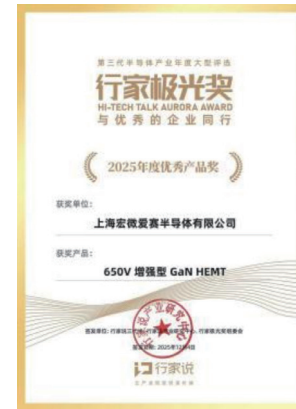 第三代半导体产业年度大型评选
行家极光奖
HI-TECH TALK AURORA AWARD
与优秀的企业同行
2025年度优秀产品奖
获奖单位：
上海宏微爱赛半导体有限公司
获奖产品：
650V 增强型 GaN HEMT
行家说